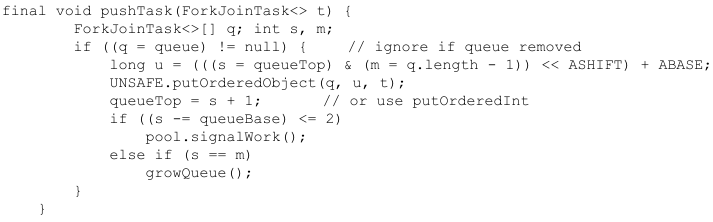 final void pushTask(ForkJoinTask<> t) {
ForkJoinTask<>[] q; int s, m;
if ((q = queue) != null) { // ignore if queue removed
long u = (((s = queueTop) & (m = q.length - 1)) << ASHIFT) + ABASE;
UNSAFE.putOrderedObject(q, u, t);
queueTop = s + 1; // or use putOrderedInt
if ((s -= queueBase) <= 2)
pool.signalWork();
else if (s == m)
growQueue();
}
}